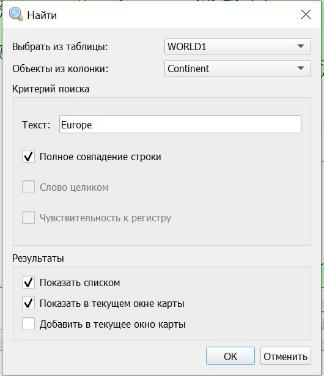 Найти
Выбрать из таблицы: WORLD1
Объекты из колонки: Continent
Критерий поиска
Текст: Europe
Полное совпадение строки
Слово целиком
Чувствительность к регистру
Результаты
Показать списком
Показать в текущем окне карты
Добавить в текущее окно карты
OK Отменить